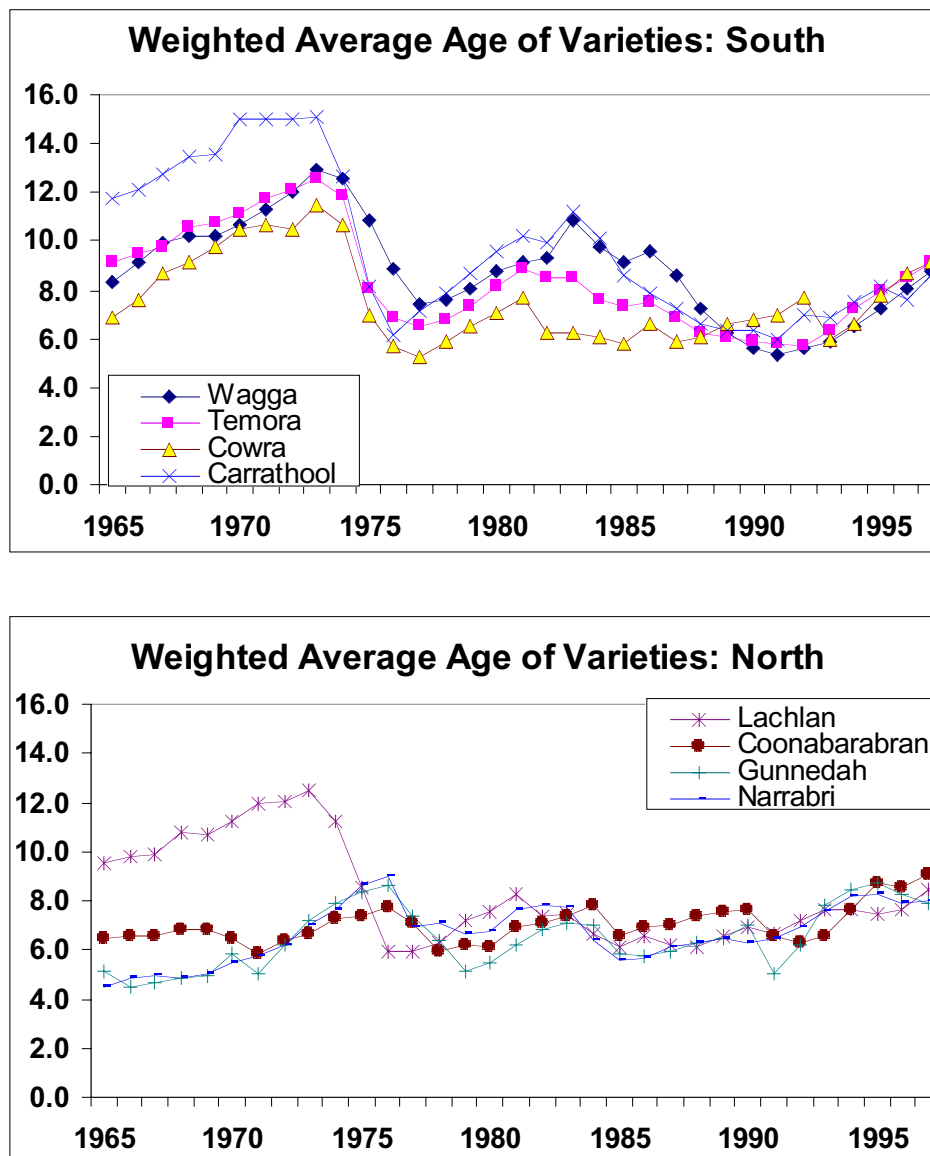 Weighted Average Age of Varieties: South
16.0
14.0
12.0
10.0
8.0
6.0
4.0
2.0
0.0
Wagga
Temora
Cowra
Carrathool
1965 1970 1975 1980 1985 1990 1995
Weighted Average Age of Varieties: North
16.0
14.0
12.0
10.0
8.0
6.0
4.0
2.0
0.0
Lachlan
Coonabarabran
Gunnedah
Narrabri
1965 1970 1975 1980 1985 1990 1995